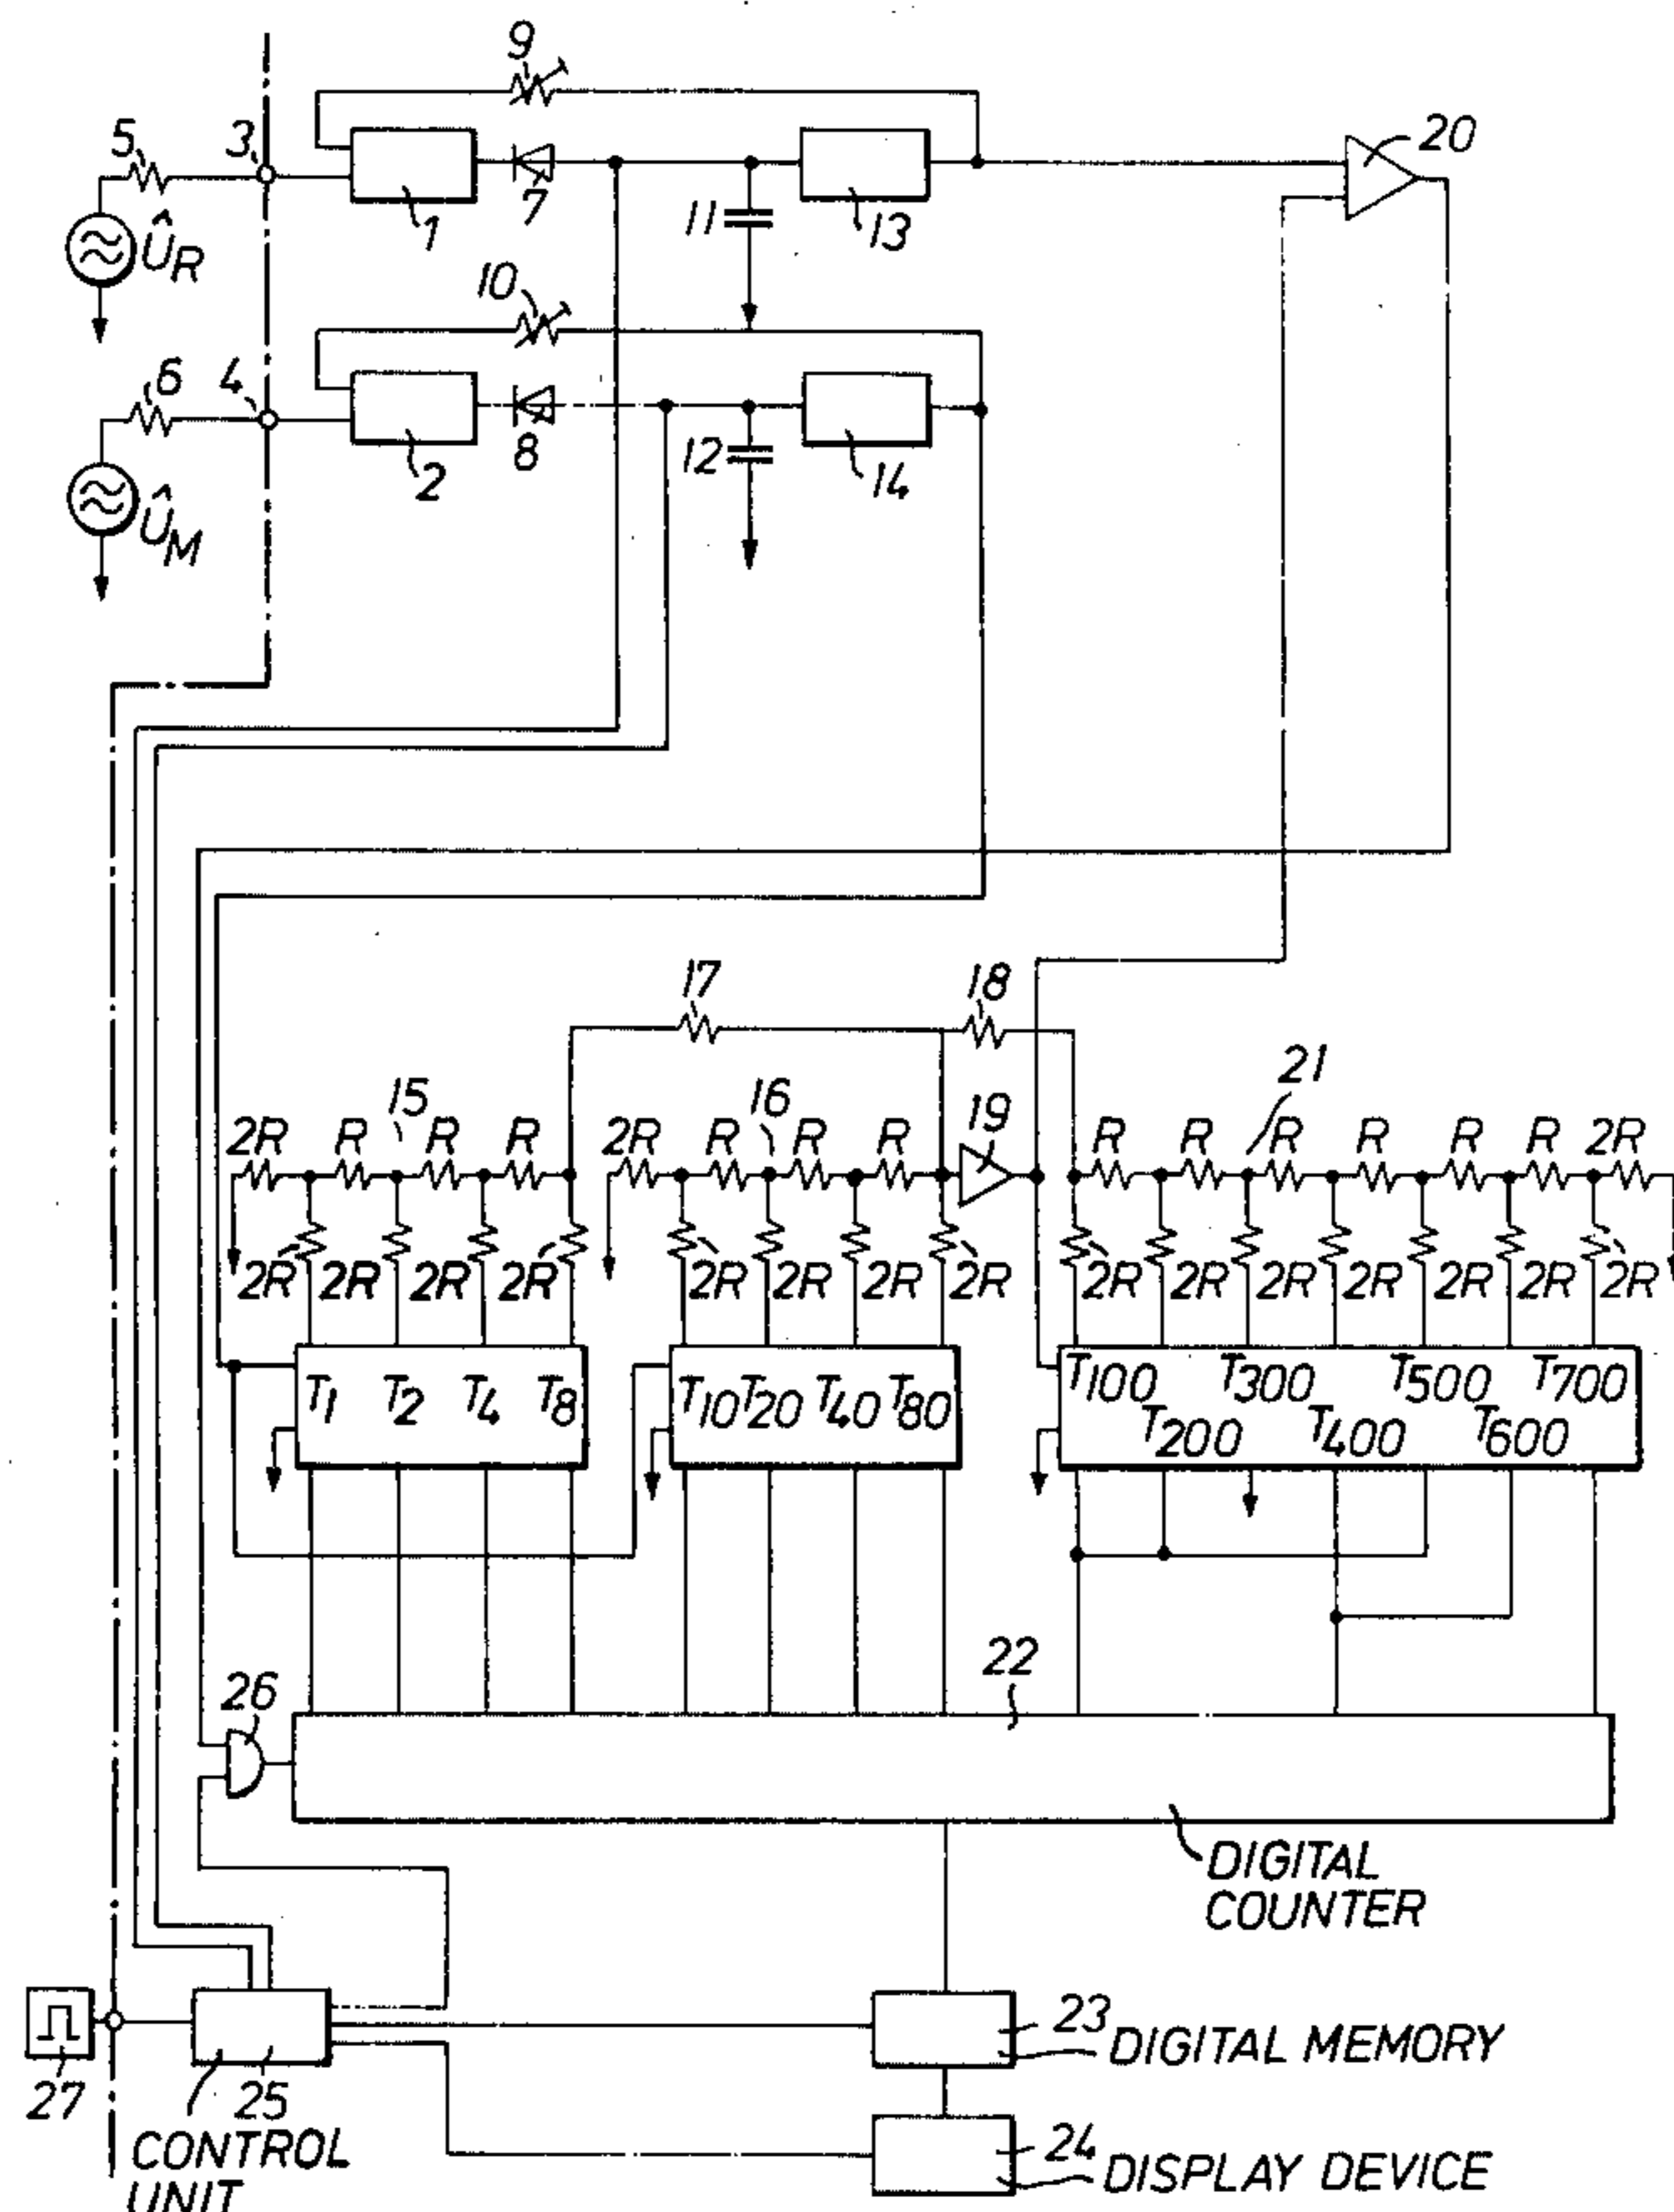 9
5 3
20
7 11
1 13
Û_R
10
6 4
8 12
2 14
Û_M
17 18
15 16 19 21
2R R R R 2R R R R R R R R R R 2R
2R 2R 2R 2R 2R 2R 2R 2R 2R 2R 2R 2R 2R 2R 2R
T1 T2 T4 T8 T10 T20 T40 T80 T100 T300 T500 T700
T200 T400 T600
22
26
DIGITAL
COUNTER
23
DIGITAL MEMORY
27 25
24
CONTROL
DISPLAY DEVICE
UNIT